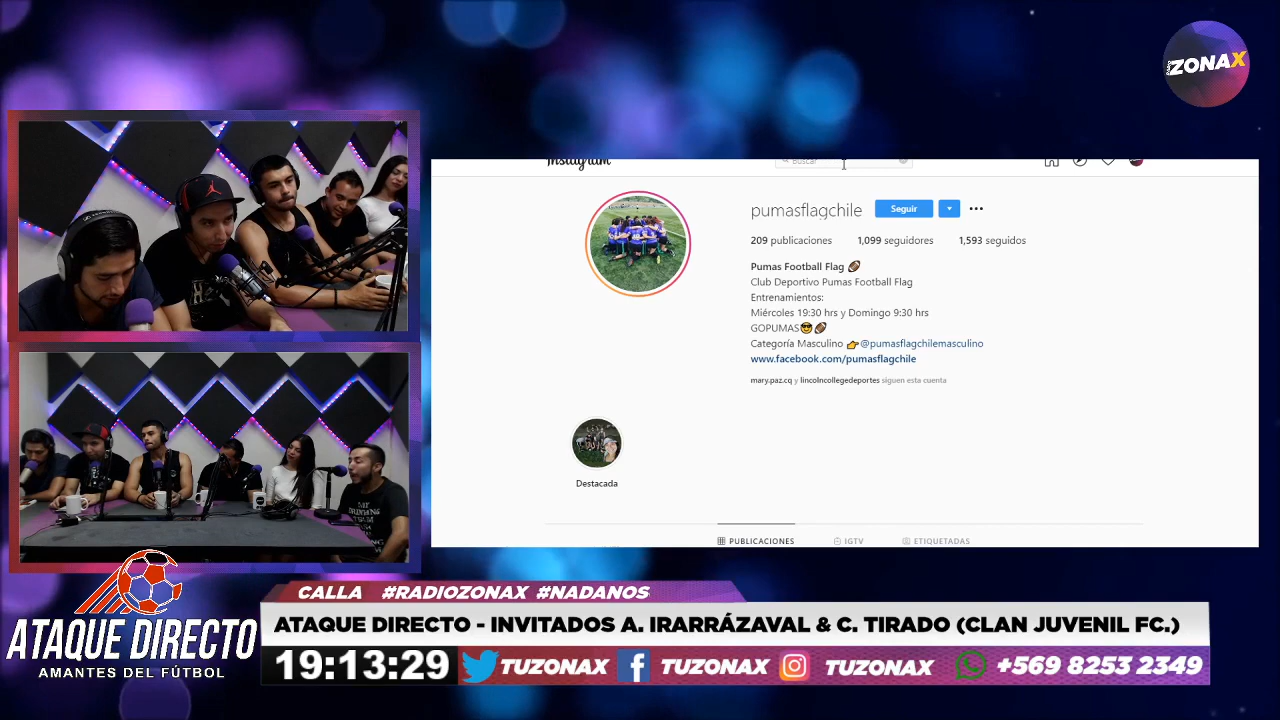 ZONAX
Instagram
Buscar
pumasflagchile
Seguir
209 publicaciones 1,099 seguidores 1,593 seguidos
Pumas Football Flag 🏈
Club Deportivo Pumas Football Flag
Entrenamientos:
Miércoles 19:30 hrs y Domingo 9:30 hrs
GOPUMAS😎🏈
Categoría Masculino 👉@pumasflagchilemasculino
www.facebook.com/pumasflagchile
mary.paz.cq y lincolncollegedeportes siguen esta cuenta
Destacada
PUBLICACIONES IGTV ETIQUETADAS
ATAQUE DIRECTO
AMANTES DEL FÚTBOL
CALLA #RADIOZONAX #NADANOS
ATAQUE DIRECTO - INVITADOS A. IRARRÁZAVAL & C. TIRADO (CLAN JUVENIL FC.)
19:13:29 TUZONAX TUZONAX TUZONAX +569 8253 2349